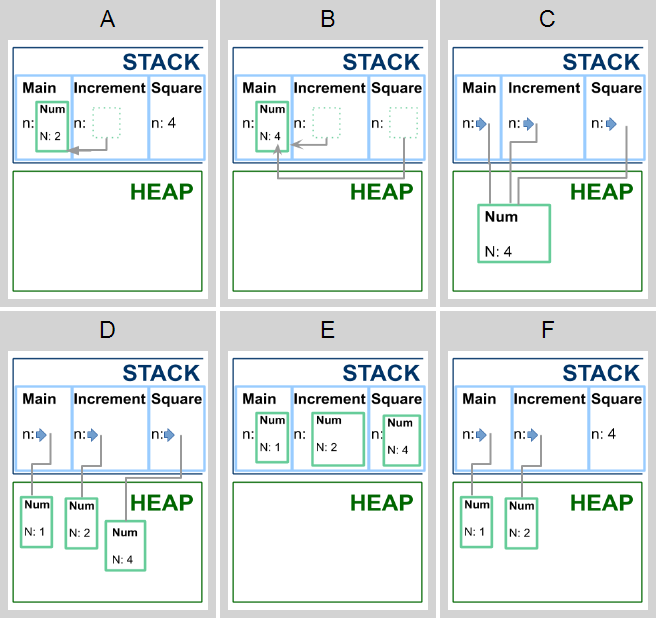 A B C
STACK STACK STACK
Main Increment Square Main Increment Square Main Increment Square
Num Num
n: n: n: 4 n: n: n: n: n: n:
N: 2 N: 4
HEAP HEAP HEAP
Num
N: 4
D E F
STACK STACK STACK
Main Increment Square Main Increment Square Main Increment Square
Num Num Num
n: n: n: n: n: n: n: n: n: 4
N: 1 N: 2 N: 4
HEAP HEAP HEAP
Num Num Num Num
N: 1 N: 2 Num N: 1 N: 2
N: 4